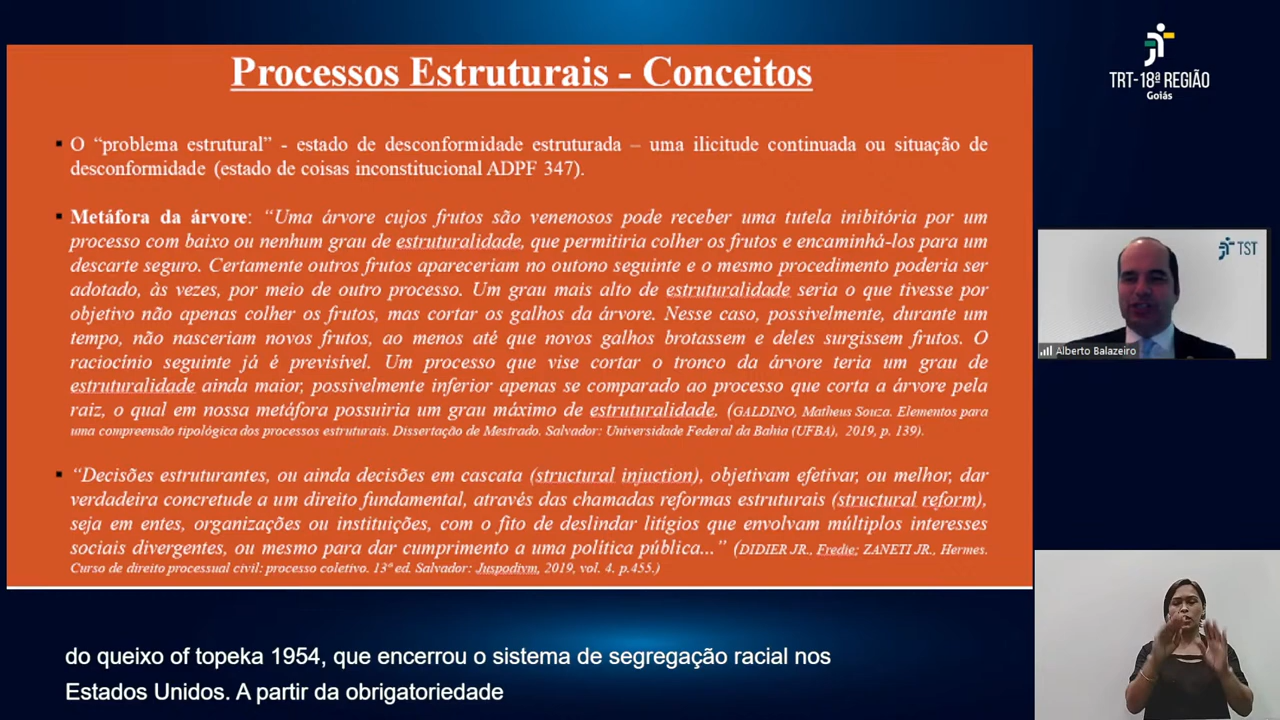 Processos Estruturais - Conceitos
▪ O “problema estrutural” - estado de desconformidade estruturada – uma ilicitude continuada ou situação de
desconformidade (estado de coisas inconstitucional ADPF 347).
▪ Metáfora da árvore: “Uma árvore cujos frutos são venenosos pode receber uma tutela inibitória por um
processo com baixo ou nenhum grau de estruturalidade, que permitiria colher os frutos e encaminhá-los para um
descarte seguro. Certamente outros frutos apareceriam no outono seguinte e o mesmo procedimento poderia ser
adotado, às vezes, por meio de outro processo. Um grau mais alto de estruturalidade seria o que tivesse por
objetivo não apenas colher os frutos, mas cortar os galhos da árvore. Nesse caso, possivelmente, durante um
tempo, não nasceriam novos frutos, ao menos até que novos galhos brotassem e deles surgissem frutos. O
raciocínio seguinte já é previsível. Um processo que vise cortar o tronco da árvore teria um grau de
estruturalidade ainda maior, possivelmente inferior apenas se comparado ao processo que corta a árvore pela
raiz, o qual em nossa metáfora possuiria um grau máximo de estruturalidade. (GALDINO, Matheus Souza. Elementos para
uma compreensão tipológica dos processos estruturais. Dissertação de Mestrado. Salvador: Universidade Federal da Bahia (UFBA), 2019, p. 139).
▪ “Decisões estruturantes, ou ainda decisões em cascata (structural injuction), objetivam efetivar, ou melhor, dar
verdadeira concretude a um direito fundamental, através das chamadas reformas estruturais (structural reform),
seja em entes, organizações ou instituições, com o fito de deslindar litígios que envolvam múltiplos interesses
sociais divergentes, ou mesmo para dar cumprimento a uma política pública...” (DIDIER JR., Fredie; ZANETI JR., Hermes.
Curso de direito processual civil: processo coletivo. 13ª ed. Salvador: Juspodivm, 2019, vol. 4. p.455.)
TRT-18ª REGIÃO
Goiás
TST
Alberto Balazeiro
do queixo of topeka 1954, que encerrou o sistema de segregação racial nos
Estados Unidos. A partir da obrigatoriedade